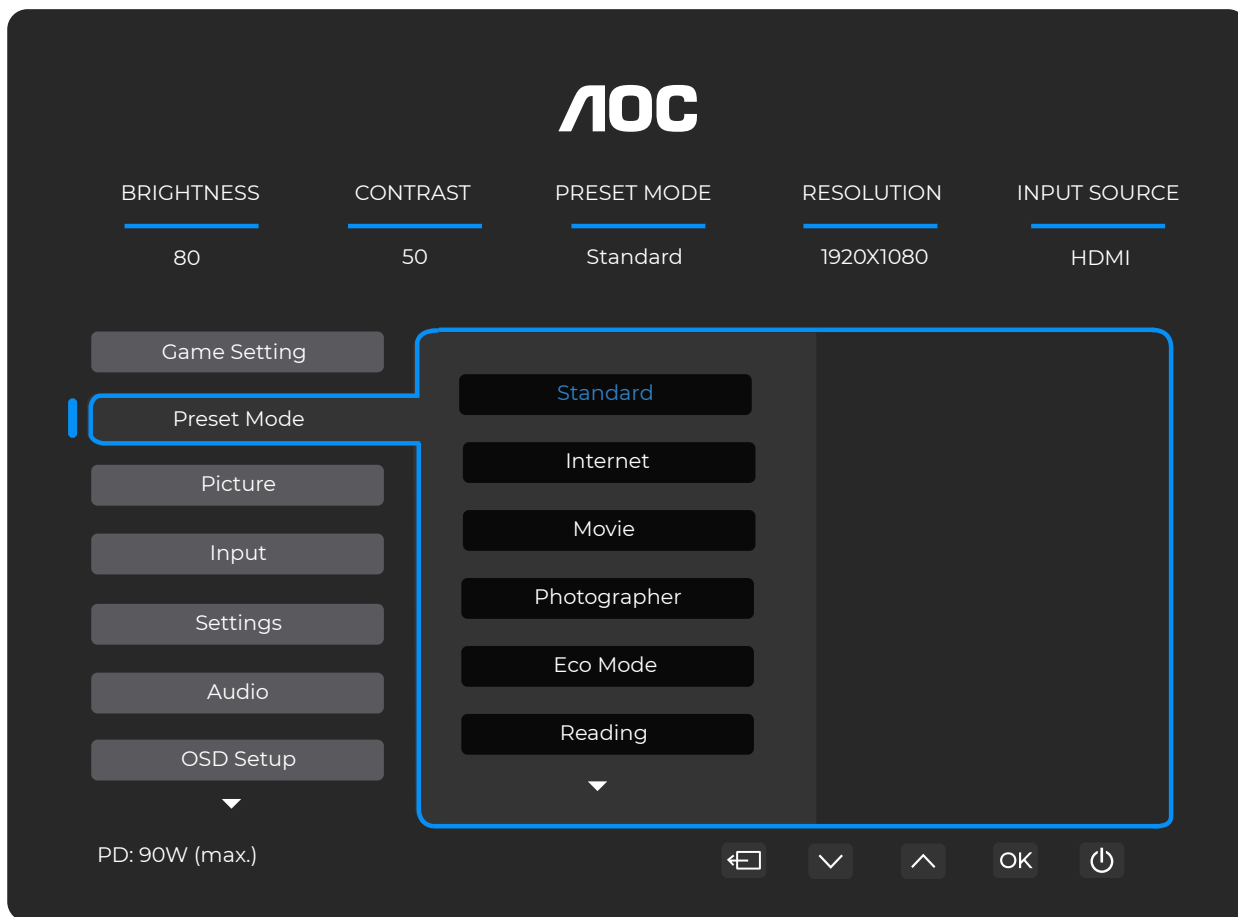 AOC
BRIGHTNESS CONTRAST PRESET MODE RESOLUTION INPUT SOURCE
80 50 Standard 1920X1080 HDMI
Game Setting
Preset Mode
Picture
Input
Settings
Audio
OSD Setup
Standard
Internet
Movie
Photographer
Eco Mode
Reading
PD: 90W (max.)
OK